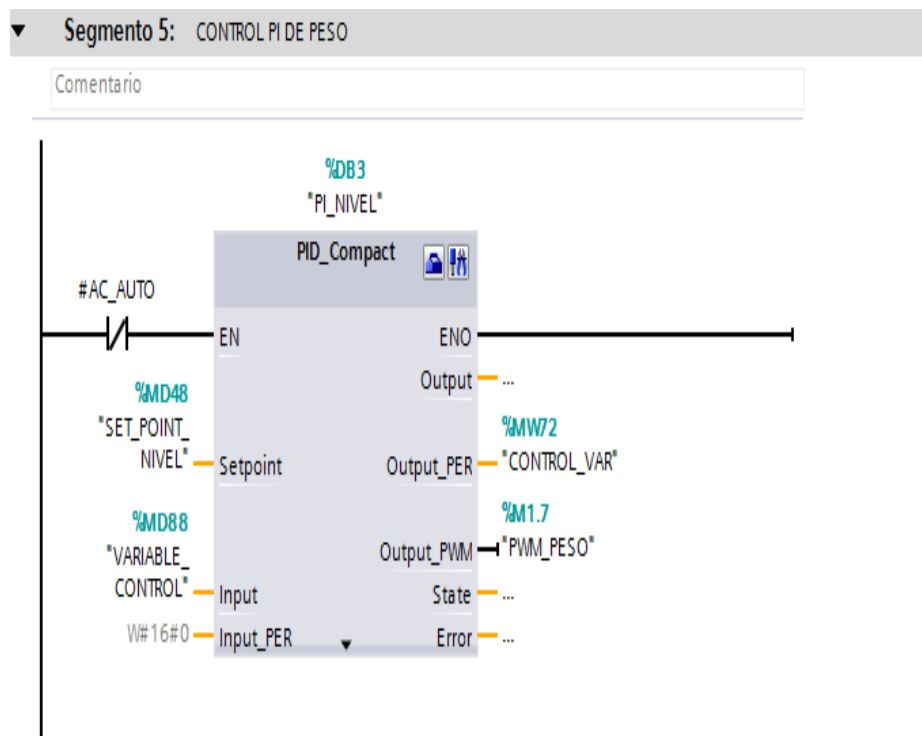 Segmento 5: CONTROL PI DE PESO
Comentario
%DB3
"PI_NIVEL"
PID_Compact
#AC_AUTO
EN
ENO
Output
...
%MD48
"SET_POINT_
NIVEL"
Setpoint
%MW72
Output_PER
"CONTROL_VAR"
%MD88
"VARIABLE_
CONTROL"
Input
%M1.7
Output_PWM
"PWM_PESO"
State
...
W#16#0
Input_PER
Error
...